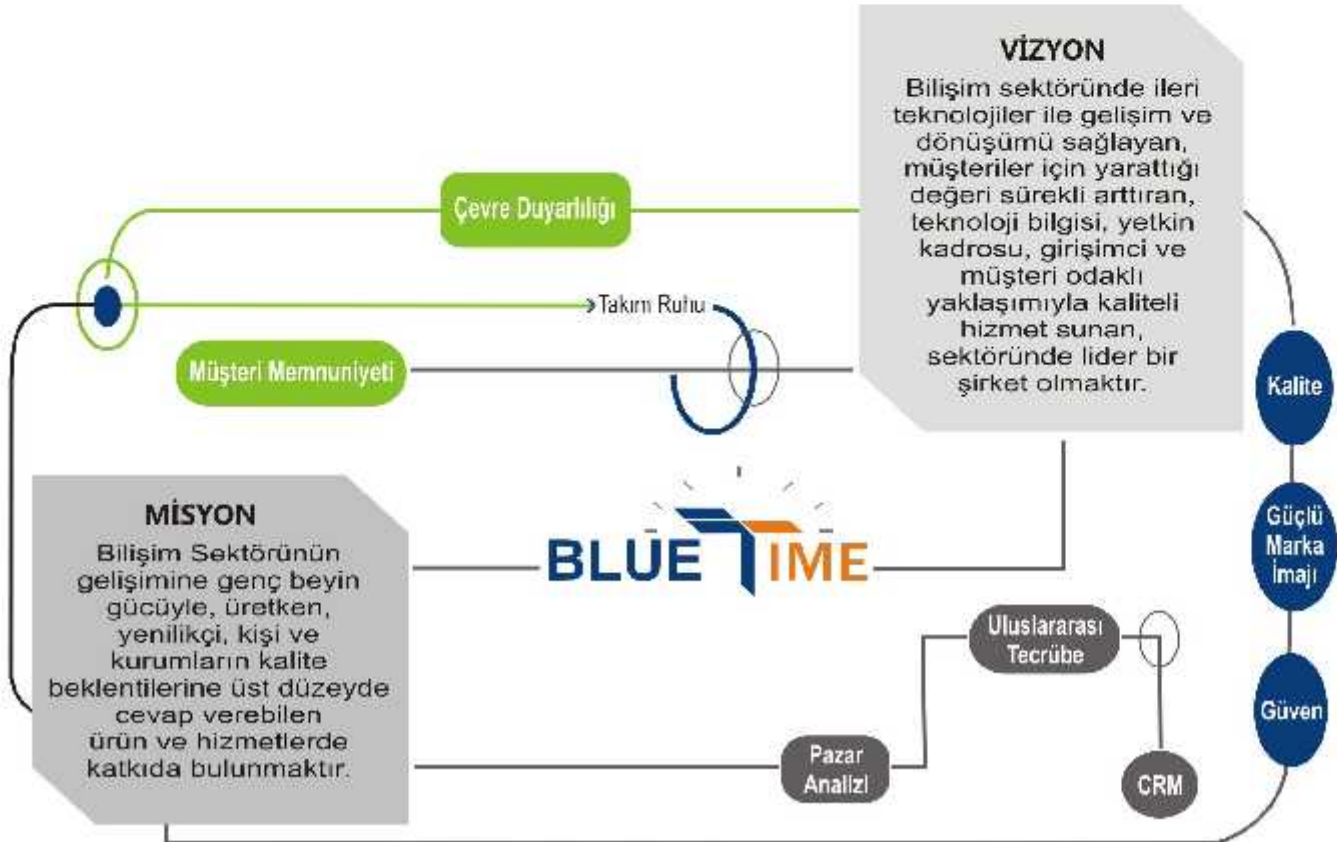 VİZYON
Bilişim sektöründe ileri
teknolojiler ile gelişim ve
dönüşümü sağlayan,
müşteriler için yarattığı
değeri sürekli arttıran,
teknoloji bilgisi, yetkin
kadrosu, girişimci ve
müşteri odaklı
yaklaşımıyla kaliteli
hizmet sunan,
sektöründe lider bir
şirket olmaktır.
Çevre Duyarlılığı
Takım Ruhu
Müşteri Memnuniyeti
Kalite
Güçlü
Marka
İmajı
Güven
BLUE TIME
MİSYON
Bilişim Sektörünün
gelişimine genç beyin
gücüyle, üretken,
yenilikçi, kişi ve
kurumların kalite
beklentilerine üst düzeyde
cevap verebilen
ürün ve hizmetlerde
katkıda bulunmaktır.
Uluslararası
Tecrübe
Pazar
Analizi
CRM